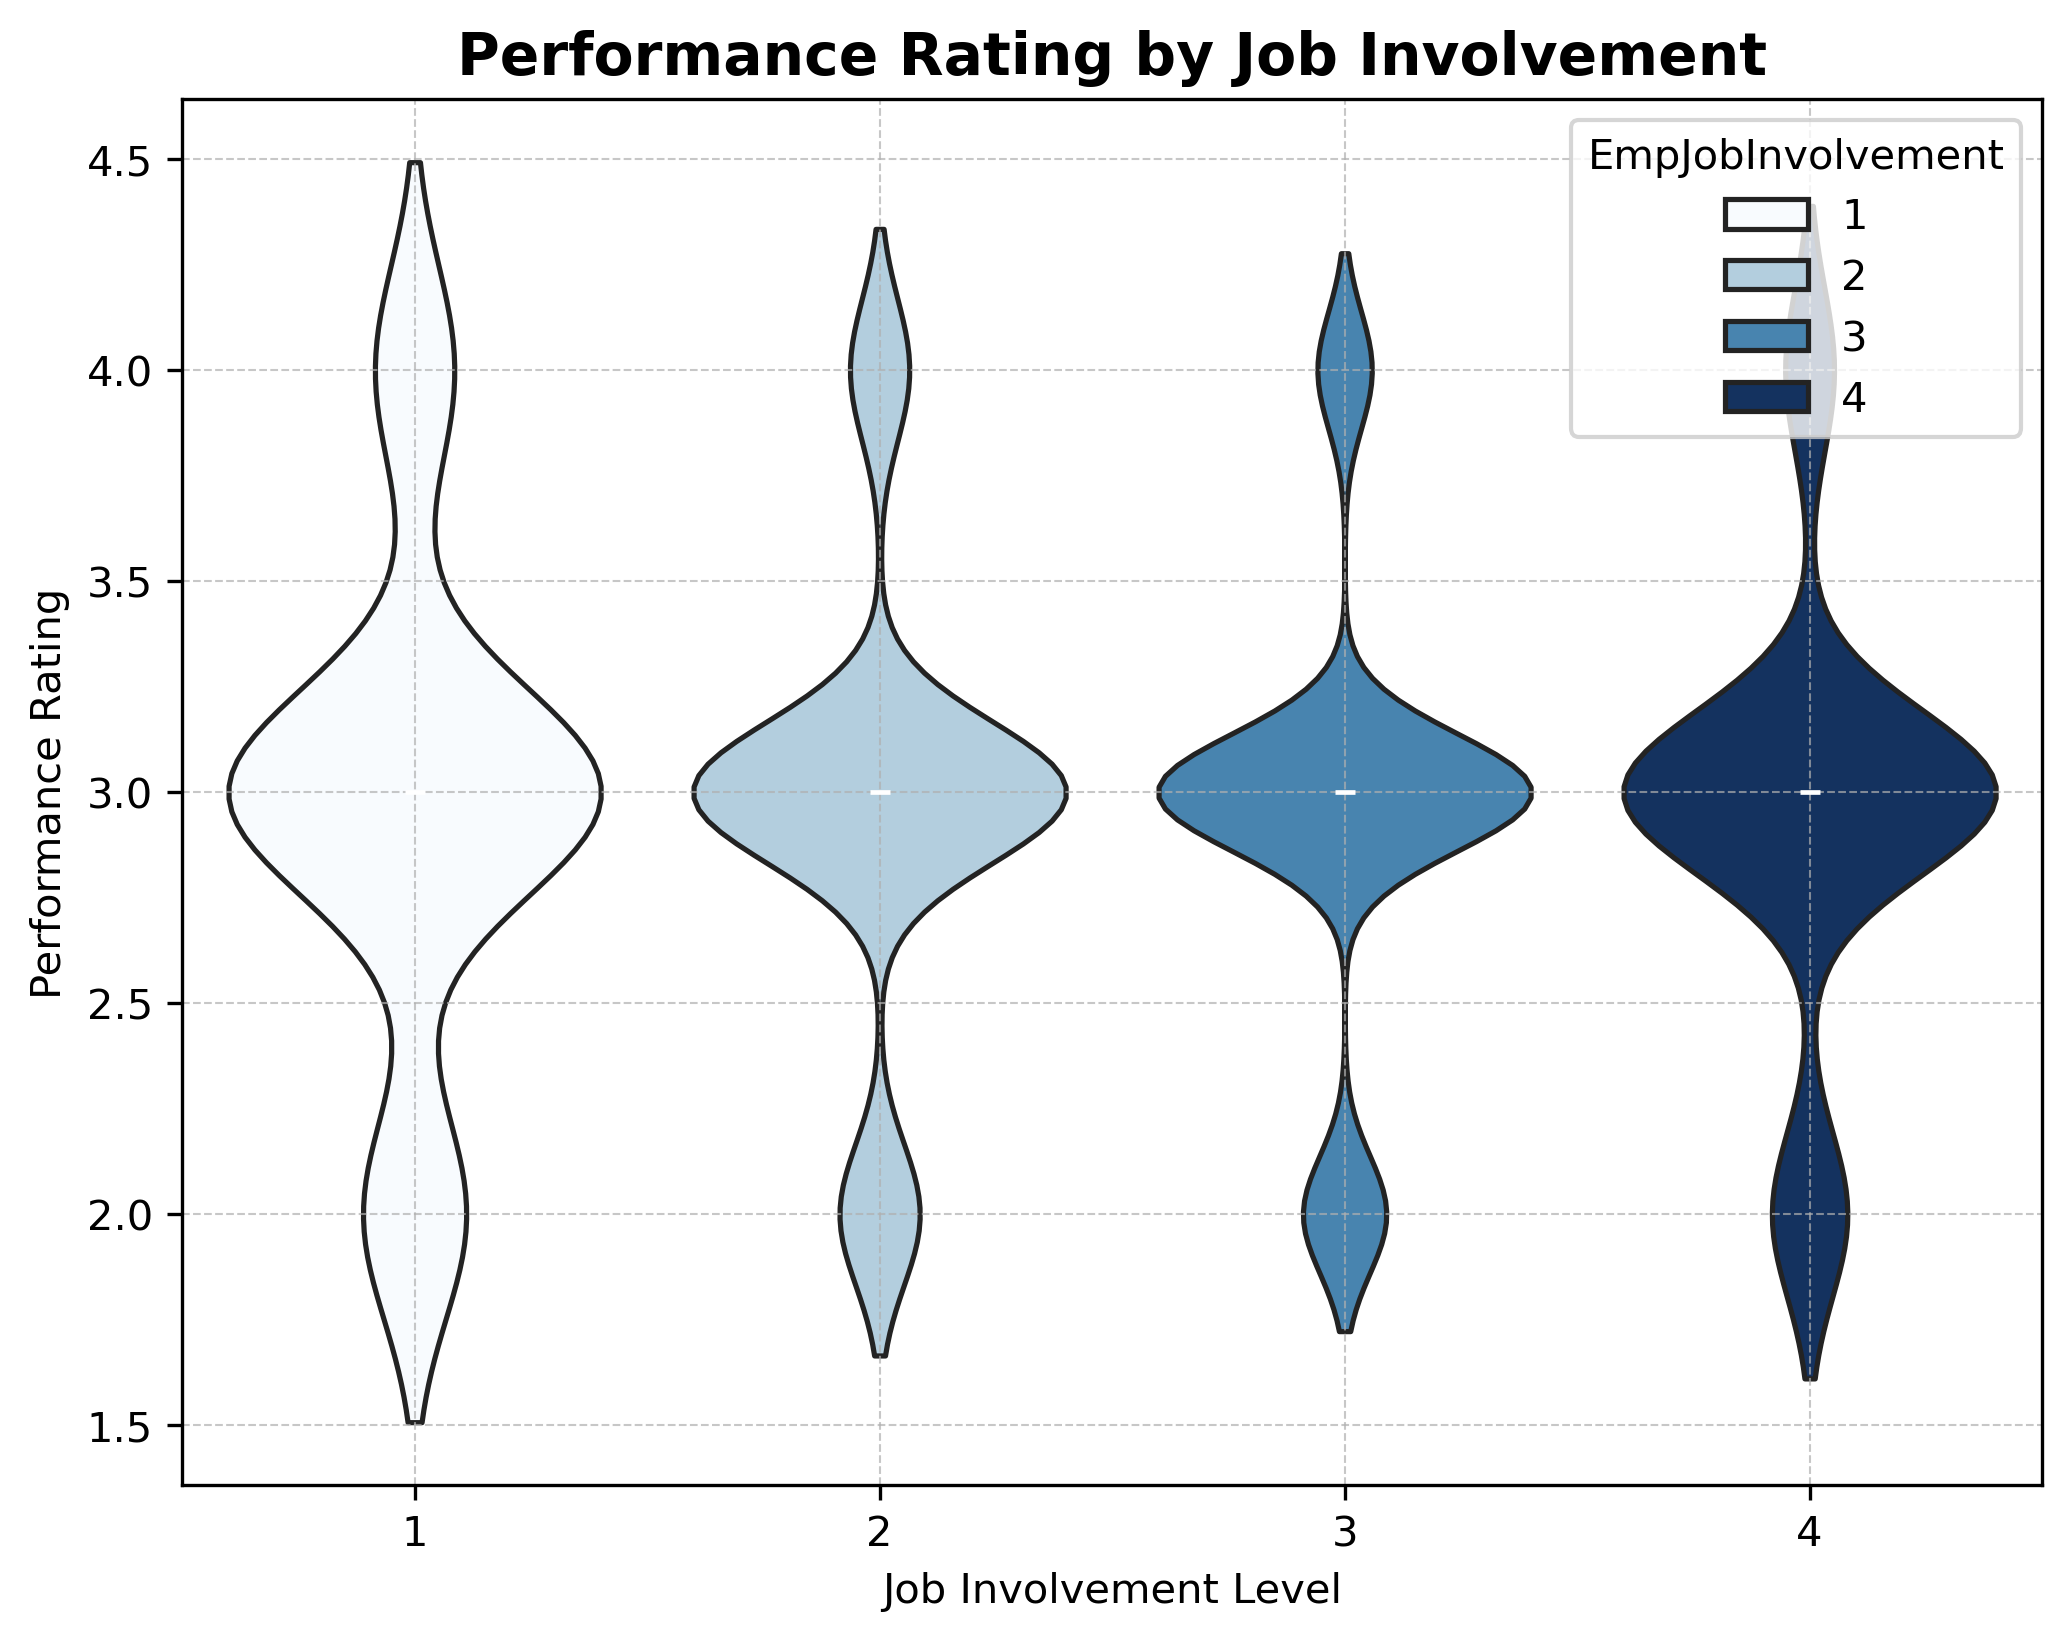 Performance Rating by Job Involvement
EmpJobInvolvement
1
2
3
4
4.5
4.0
3.5
3.0
2.5
2.0
1.5
Performance Rating
1 2 3 4
Job Involvement Level